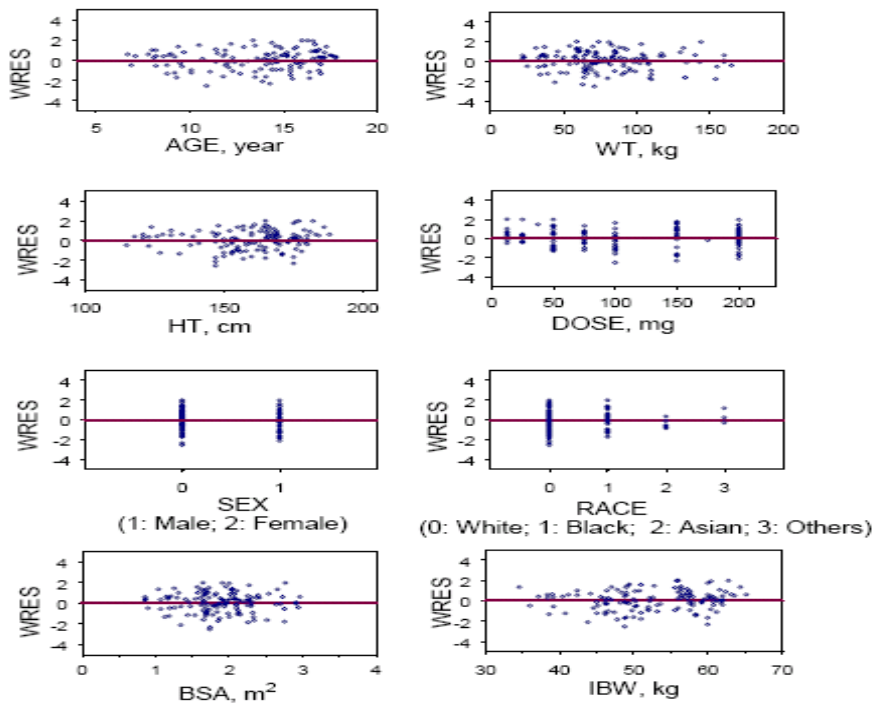 4
2
0
-2
-4
WRES
5 10 15 20
AGE, year
4
2
0
-2
-4
WRES
0 50 100 150 200
WT, kg
4
2
0
-2
-4
WRES
100 150 200
HT, cm
4
2
0
-2
-4
WRES
0 50 100 150 200
DOSE, mg
4
2
0
-2
-4
WRES
0 1
SEX
(1: Male; 2: Female)
4
2
0
-2
-4
WRES
0 1 2 3
RACE
(0: White; 1: Black; 2: Asian; 3: Others)
4
2
0
-2
-4
WRES
0 1 2 3 4
BSA, m²
4
2
0
-2
-4
WRES
30 40 50 60 70
IBW, kg